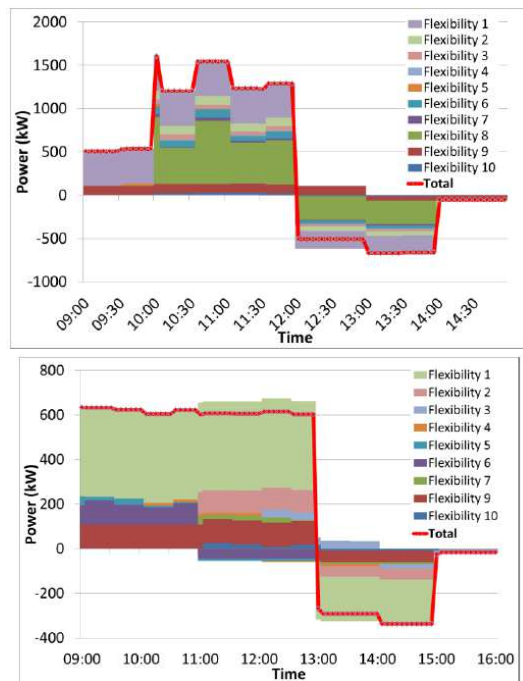 2000
1500
1000
500
0
-500
-1000
Power (kW)
Flexibility 1
Flexibility 2
Flexibility 3
Flexibility 4
Flexibility 5
Flexibility 6
Flexibility 7
Flexibility 8
Flexibility 9
Flexibility 10
Total
09:00 09:30 10:00 10:30 11:00 11:30 12:00 12:30 13:00 13:30 14:00 14:30
Time
800
600
400
200
0
-200
-400
Power (kW)
Flexibility 1
Flexibility 2
Flexibility 3
Flexibility 4
Flexibility 5
Flexibility 6
Flexibility 7
Flexibility 9
Flexibility 10
Total
09:00 10:00 11:00 12:00 13:00 14:00 15:00 16:00
Time